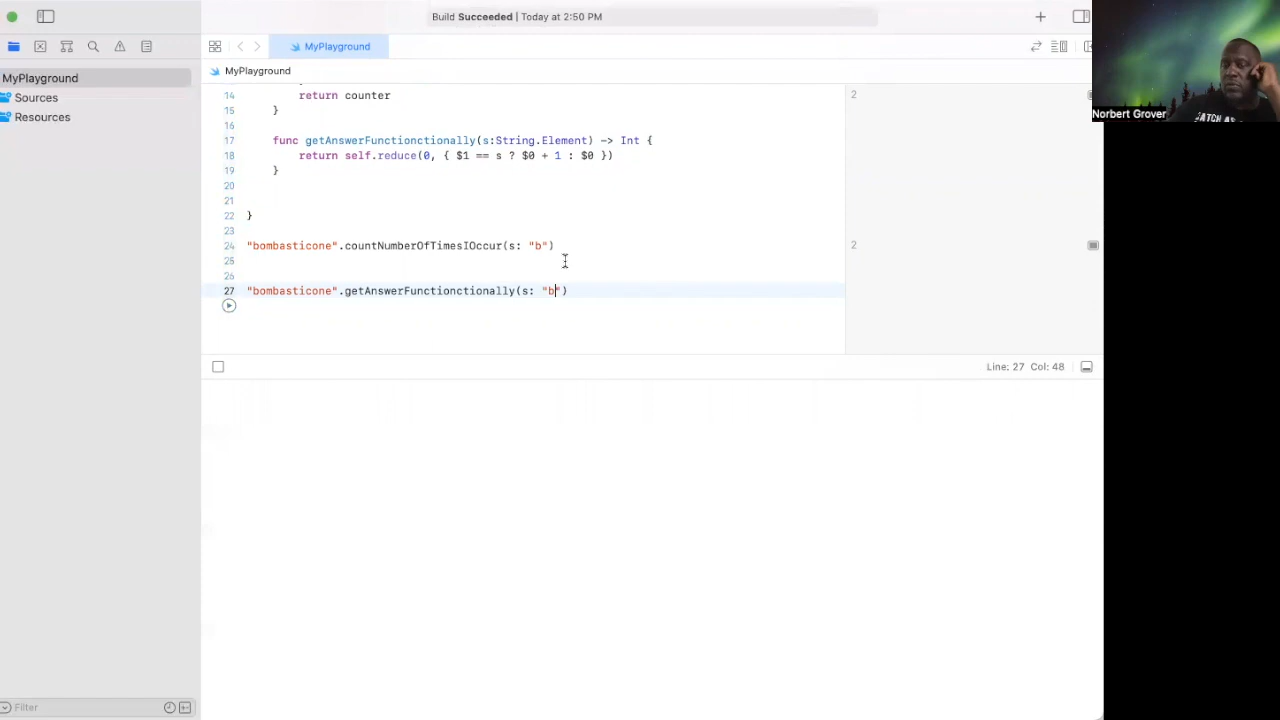 Build Succeeded | Today at 2:50 PM
MyPlayground
MyPlayground
Sources
Resources
MyPlayground
Norbert Grover
14 return counter
15 }
16
17 func getAnswerFunctionctionally(s:String.Element) -> Int {
18 return self.reduce(0, { $1 == s ? $0 + 1 : $0 })
19 }
20
21
22 }
23
24 "bombasticone".countNumberOfTimesIOccur(s: "b")
25
26
27 "bombasticone".getAnswerFunctionctionally(s: "b")
2
2
Line: 27 Col: 48
Filter